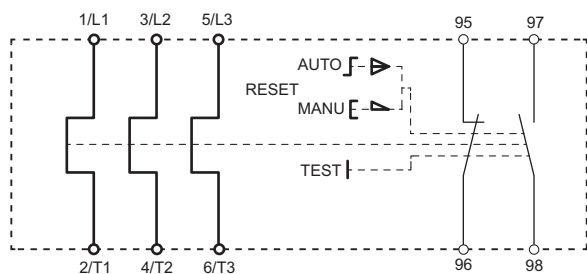 1/L1 3/L2 5/L3 95 97
AUTO
RESET
MANU
TEST
2/T1 4/T2 6/T3 96 98